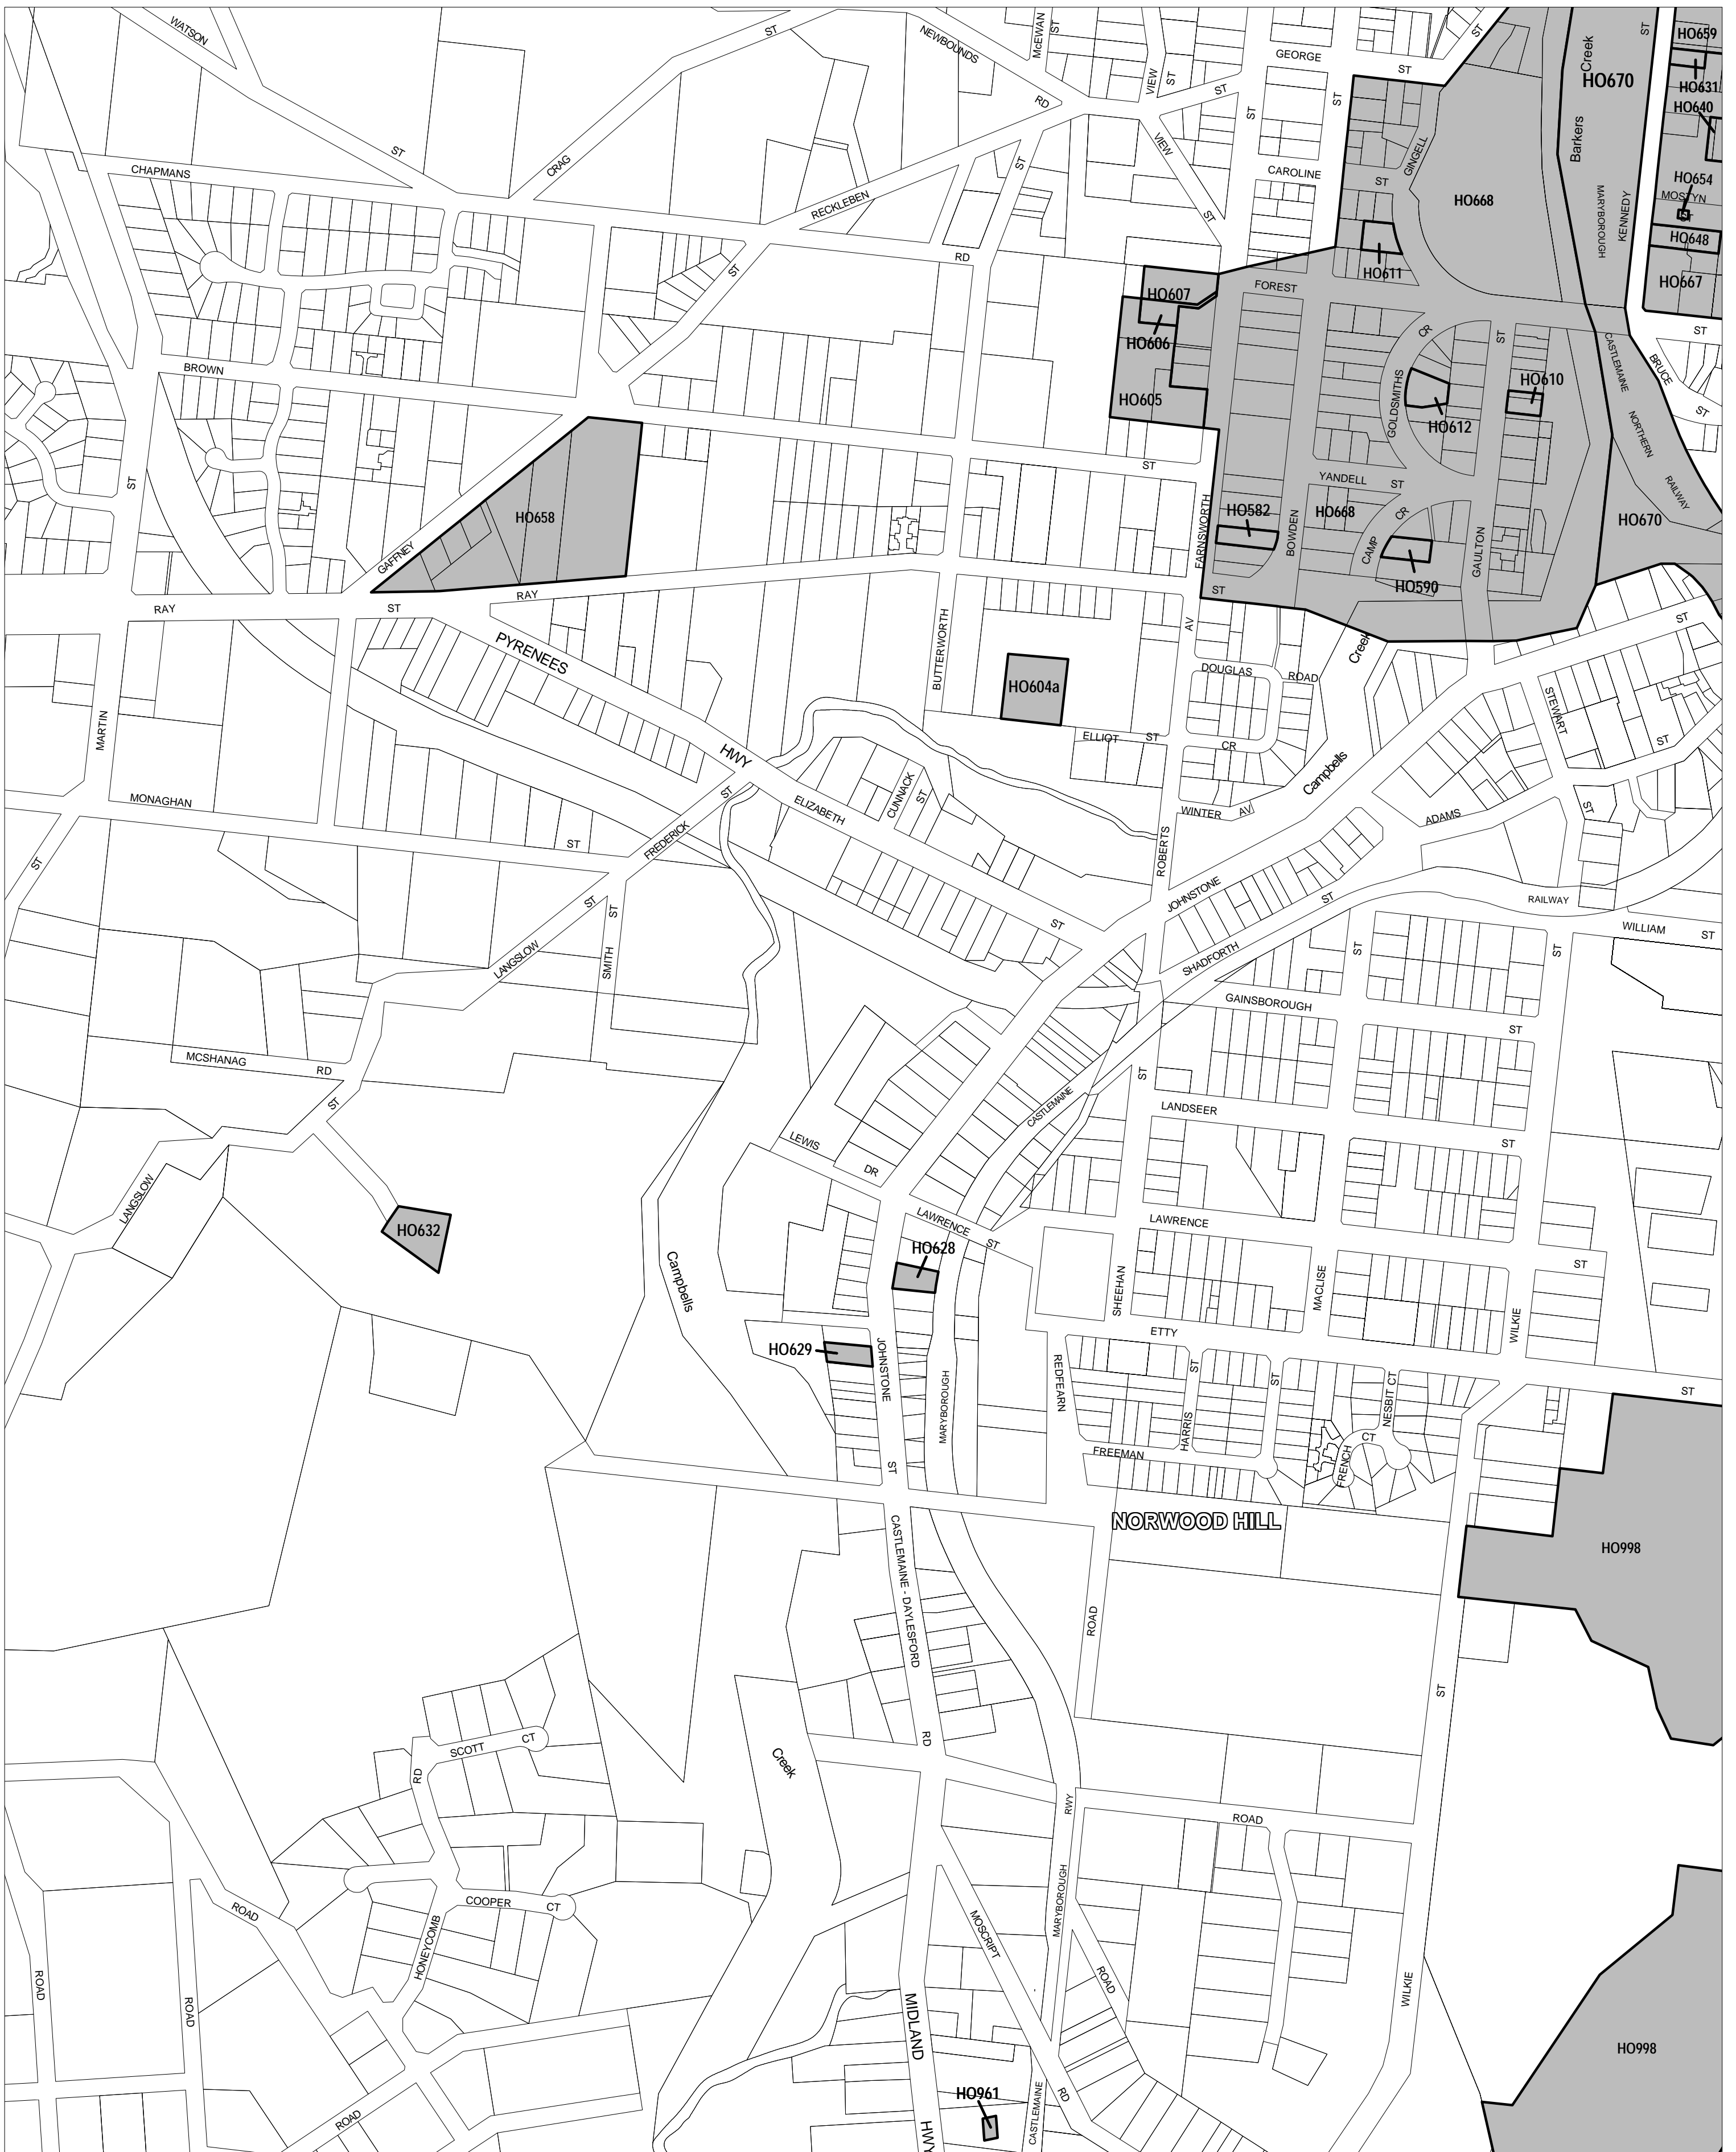 WATSON
ST
NEWBOUNDS
McEWAN
ST
VIEW
ST
GEORGE
ST
ST
Creek
HO670
ST
HO659
HO631
HO640
ST
CRAG
RD
ST
ST
ST
VIEW
Barkers
GINGELL
CHAPMANS
ST
CAROLINE
ST
HO654
MOSTYN
ST
HO668
RECKLEBEN
ST
MARYBOROUGH
KENNEDY
HO648
RD
ST
HO611
HO667
HO607
FOREST
HO606
CR
ST
ST
CASTLEMAINE
BRUCE
BROWN
HO605
GOLDSMITHS
HO610
HO612
NORTHERN
ST
ST
ST
YANDELL
ST
RAILWAY
HO658
FARNSWORTH
HO582
BOWDEN
HO668
CR
HO670
GAFFNEY
CAMP
GAULTON
HO590
RAY
ST
RAY
ST
ST
PYRENEES
BUTTERWORTH
AV
Creek
DOUGLAS
ROAD
HO604a
STEWART
MARTIN
ELLIOT
ST
CR
ST
HWY
Campbells
MONAGHAN
ST
ELIZABETH
CUNNACK
ST
WINTER
AV
ADAMS
ST
ST
ST
FREDERICK
ROBERTS
JOHNSTONE
ST
RAILWAY
ST
ST
ST
WILLIAM
ST
LANGSLOW
SMITH
SHADFORTH
ST
ST
GAINSBOROUGH
ST
MCSHANAG
RD
ST
ST
CASTLEMAINE
LANDSEER
ST
LEWIS
DR
LANGSLOW
HO632
LAWRENCE
ST
LAWRENCE
HO628
ST
Campbells
SHEEHAN
MACLISE
WILKIE
ETTY
HO629
JOHNSTONE
REDFEARN
ST
ST
NESBIT CT
ST
MARYBOROUGH
HARRIS
CT
FREEMAN
FRENCH
ST
NORWOOD HILL
HO998
CASTLEMAINE - DAYLESFORD
ROAD
ST
SCOTT
CT
RD
RD
Creek
RWY
ROAD
MARYBOROUGH
COOPER
CT
ROAD
HONEYCOMB
MOSCRIPT
ROAD
ROAD
ROAD
WILKIE
MIDLAND
HO998
HO961
RD
CASTLEMAINE
ROAD
HWY